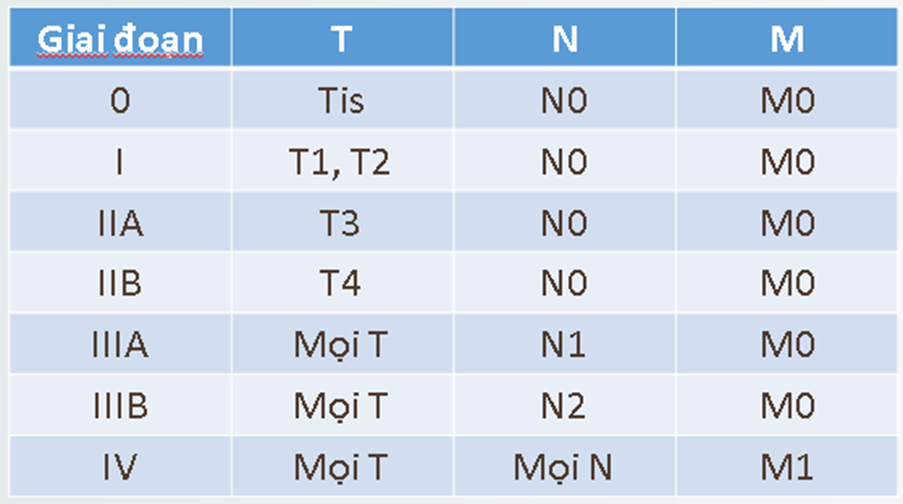 Giai đoạn T N M
0 Tis N0 M0
I T1, T2 N0 M0
IIA T3 N0 M0
IIB T4 N0 M0
IIIA Mọi T N1 M0
IIIB Mọi T N2 M0
IV Mọi T Mọi N M1